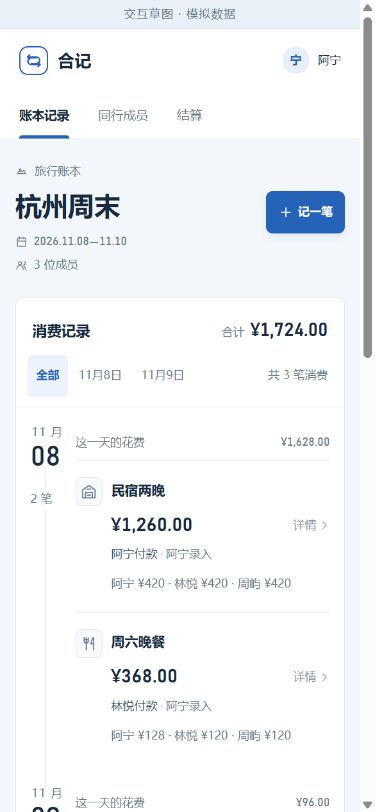 交互草图 · 模拟数据
合记
宁 阿宁
账本记录 同行成员 结算
旅行账本
杭州周末
＋ 记一笔
2026.11.08—11.10
3 位成员
消费记录 合计 ¥1,724.00
全部 11月8日 11月9日 共 3 笔消费
11 月
08
这一天的花费 ¥1,628.00
2 笔
民宿两晚
¥1,260.00 详情
阿宁付款 · 阿宁录入
阿宁 ¥420 · 林悦 ¥420 · 周屿 ¥420
周六晚餐
¥368.00 详情
林悦付款 · 阿宁录入
阿宁 ¥128 · 林悦 ¥120 · 周屿 ¥120
11 月
这一天的花费 ¥96.00